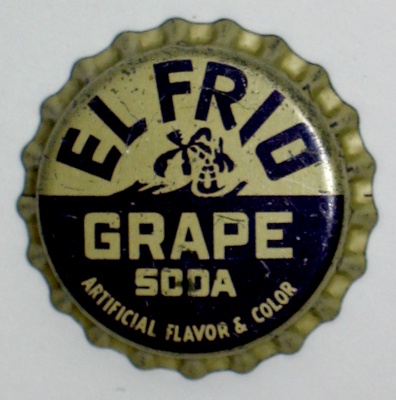 EL FRIO
GRAPE
SODA
ARTIFICIAL FLAVOR & COLOR